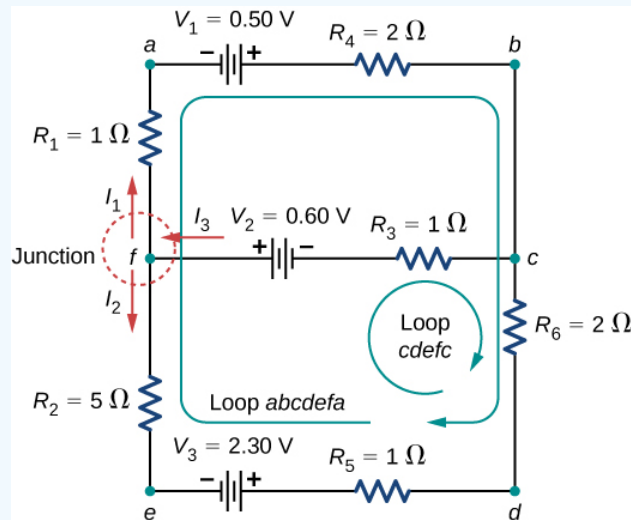 V₁ = 0.50 V
R₄ = 2 Ω
a
b
− +
R₁ = 1 Ω
I₁
I₃
V₂ = 0.60 V
R₃ = 1 Ω
+ −
Junction
f
c
I₂
Loop
cdefc
R₆ = 2 Ω
R₂ = 5 Ω
Loop abcdefa
V₃ = 2.30 V
R₅ = 1 Ω
− +
e
d